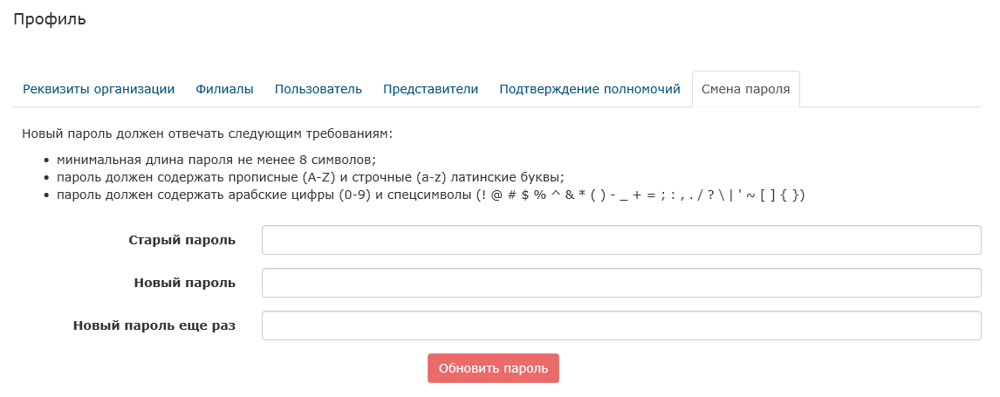 Профиль
Реквизиты организации Филиалы Пользователь Представители Подтверждение полномочий Смена пароля
Новый пароль должен отвечать следующим требованиям:
• минимальная длина пароля не менее 8 символов;
• пароль должен содержать прописные (A-Z) и строчные (a-z) латинские буквы;
• пароль должен содержать арабские цифры (0-9) и спецсимволы (! @ # $ % ^ & * ( ) - _ + = ; : , . / ? \ | ' ~ [ ] { })
Старый пароль
Новый пароль
Новый пароль еще раз
Обновить пароль